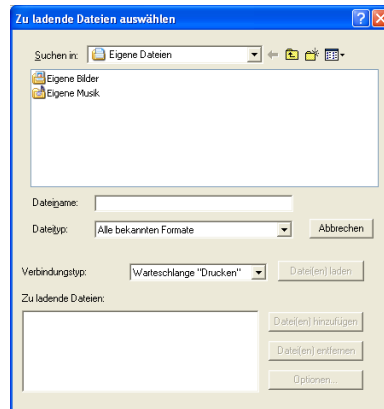 Zu ladende Dateien auswählen
Suchen in: Eigene Dateien
Eigene Bilder
Eigene Musik
Dateiname:
Dateityp: Alle bekannten Formate Abbrechen
Verbindungstyp: Warteschlange "Drucken" Datei(en) laden
Zu ladende Dateien:
Datei(en) hinzufügen
Datei(en) entfernen
Optionen...